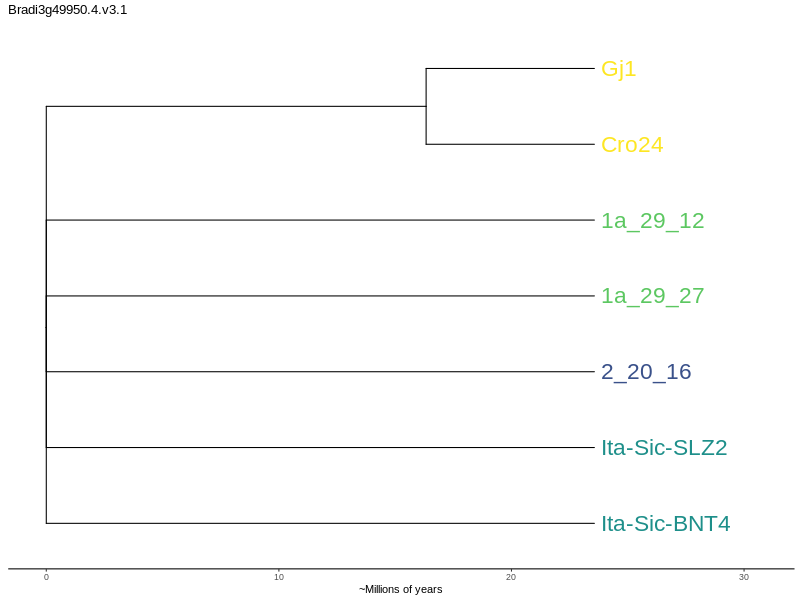 Bradi3g49950.4.v3.1
Gj1
Cro24
1a_29_12
1a_29_27
2_20_16
Ita-Sic-SLZ2
Ita-Sic-BNT4
0 10 20 30
~Millions of years